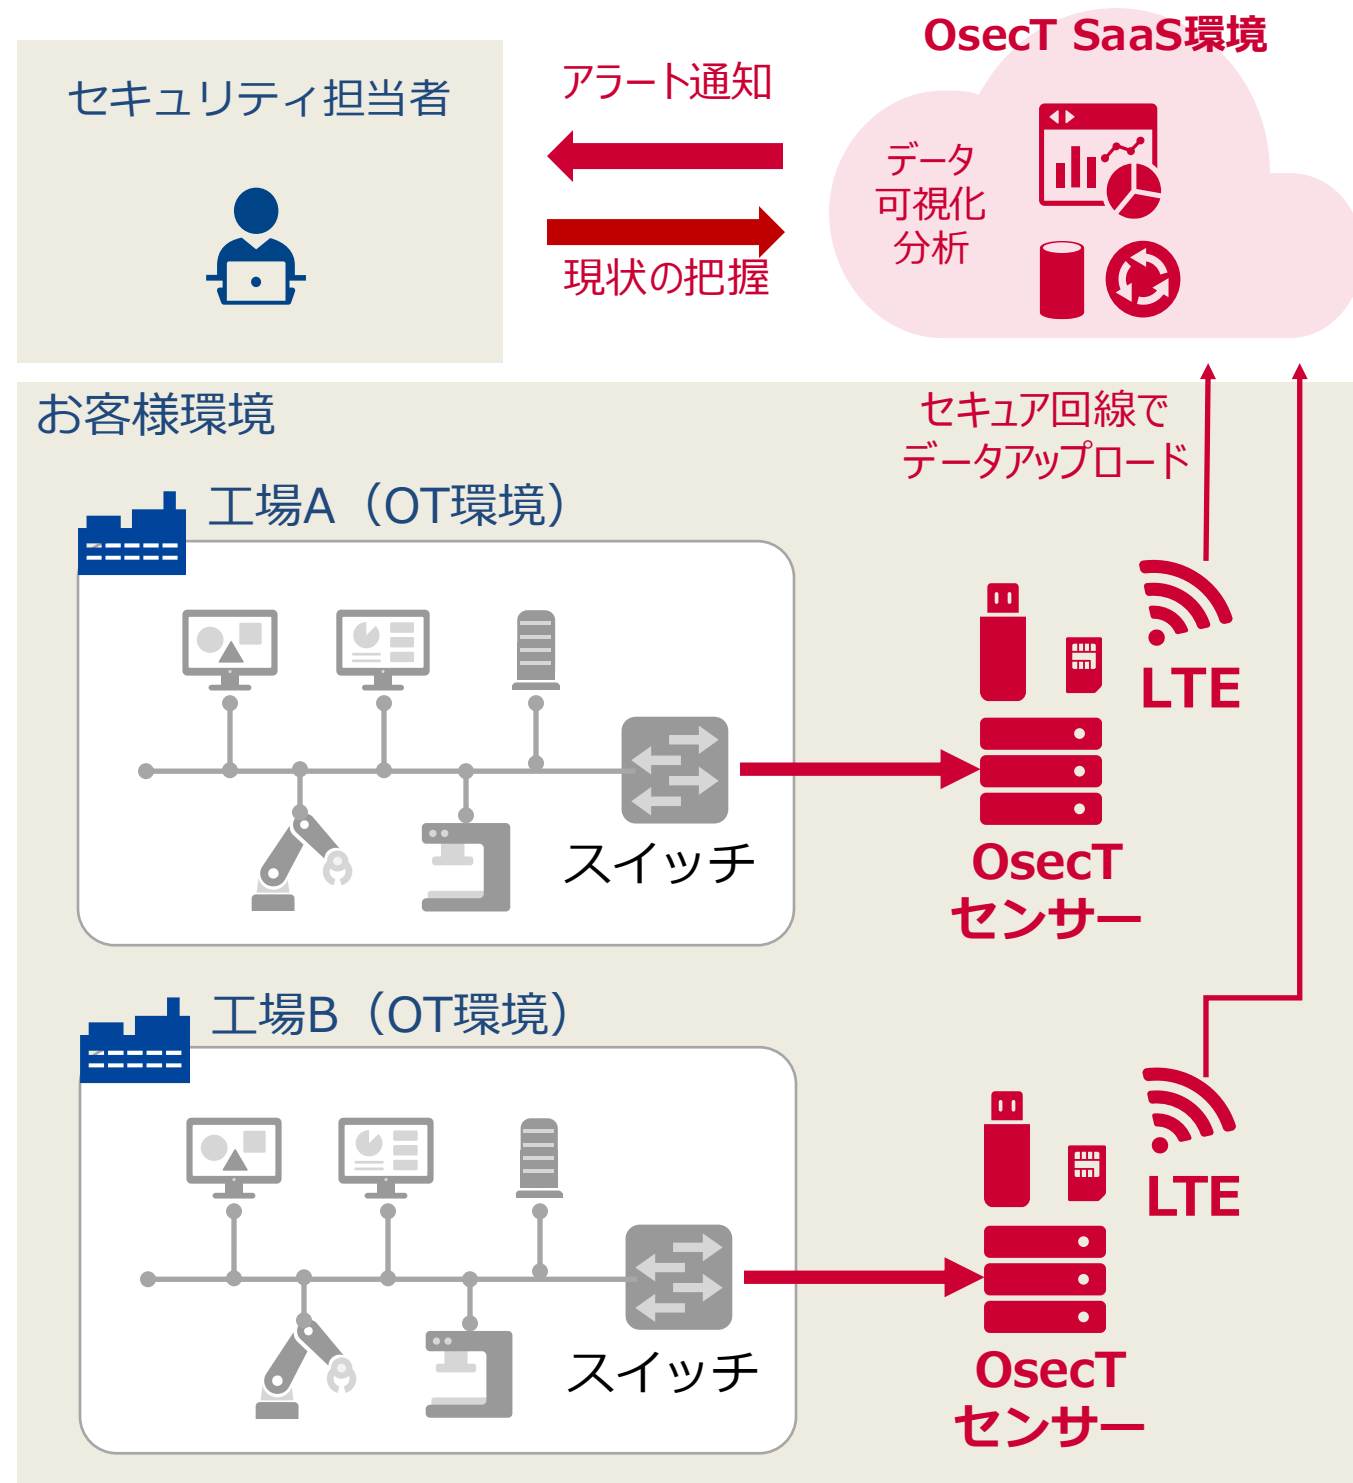 OsecT SaaS環境
セキュリティ担当者
アラート通知
データ
可視化
分析
現状の把握
お客様環境
セキュア回線で
データアップロード
工場A（OT環境）
LTE
スイッチ
OsecT
センサー
工場B（OT環境）
LTE
スイッチ
OsecT
センサー